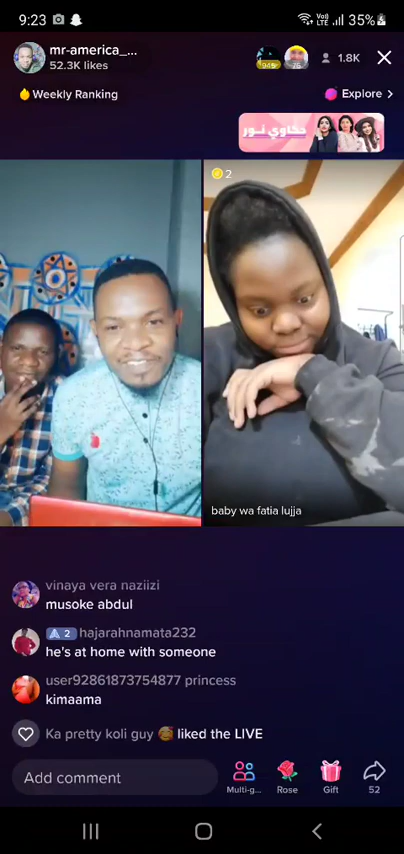 9:23
Vo)) LTE 35%
mr-america_...
52.3K likes
1.8K
Weekly Ranking
Explore >
حكاوي نور
2
baby wa fatia lujja
vinaya vera naziizi
musoke abdul
2 hajarahnamata232
he's at home with someone
user92861873754877 princess
kimaama
Ka pretty koli guy 🥰 liked the LIVE
Add comment
Multi-g...
Rose
Gift
52